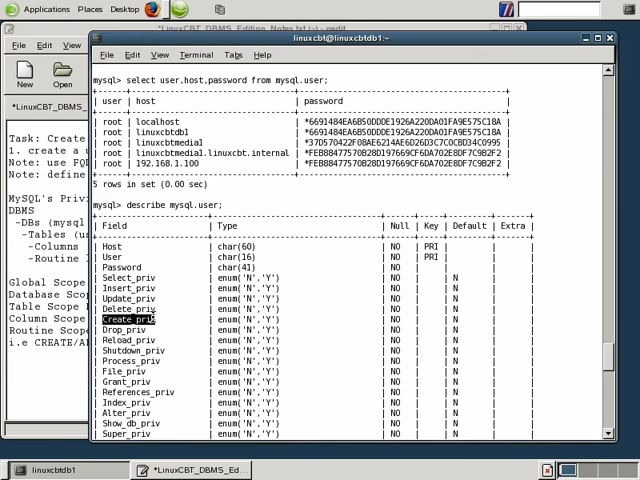 Applications Places Desktop
*LinuxCBT_DBMS_Edition_Notes.txt (~) - gedit
linuxcbt@linuxcbtdb1:~
File Edit View
New Open
*LinuxCBT_DBMS_
Task: Create
1. create a u
Note: use FQD
Note: define
MySQL's Privi
DBMS
-DBs (mysql
-Tables (us
-Columns
-Routine
Global Scope
Database Scop
Table Scope
Column Scope
Routine Scop
i.e CREATE/A
File Edit View Terminal Tabs Help
mysql> select user,host,password from mysql.user;
| user | host | password |
| root | localhost | *6691484EA6B50DDDE1926A220DA01FA9E575C18A |
| root | linuxcbtdb1 | *6691484EA6B50DDDE1926A220DA01FA9E575C18A |
| root | linuxcbtmedia1 | *37D570422F08AE6214AE6D26D3C7C0CBD34C0995 |
| root | linuxcbtmedia1.linuxcbt.internal | *FEB88477570B28D197669CF6DA702E8DF7C9B2F2 |
| root | 192.168.1.100 | *FEB88477570B28D197669CF6DA702E8DF7C9B2F2 |
5 rows in set (0.00 sec)
mysql> describe mysql.user;
| Field | Type | Null | Key | Default | Extra |
| Host | char(60) | NO | PRI | | |
| User | char(16) | NO | PRI | | |
| Password | char(41) | NO | | | |
| Select_priv | enum('N','Y') | NO | | N | |
| Insert_priv | enum('N','Y') | NO | | N | |
| Update_priv | enum('N','Y') | NO | | N | |
| Delete_priv | enum('N','Y') | NO | | N | |
| Create_priv | enum('N','Y') | NO | | N | |
| Drop_priv | enum('N','Y') | NO | | N | |
| Reload_priv | enum('N','Y') | NO | | N | |
| Shutdown_priv | enum('N','Y') | NO | | N | |
| Process_priv | enum('N','Y') | NO | | N | |
| File_priv | enum('N','Y') | NO | | N | |
| Grant_priv | enum('N','Y') | NO | | N | |
| References_priv | enum('N','Y') | NO | | N | |
| Index_priv | enum('N','Y') | NO | | N | |
| Alter_priv | enum('N','Y') | NO | | N | |
| Show_db_priv | enum('N','Y') | NO | | N | |
| Super_priv | enum('N','Y') | NO | | N | |
linuxcbtdb1
*LinuxCBT_DBMS_Ed...